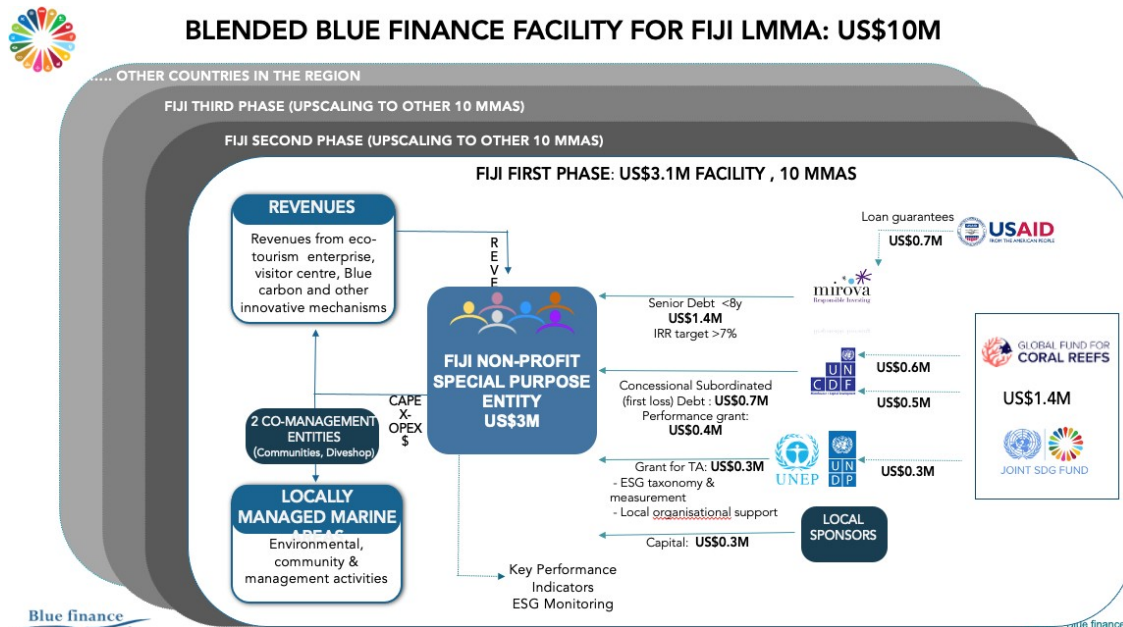 BLENDED BLUE FINANCE FACILITY FOR FIJI LMMA: US$10M
..... OTHER COUNTRIES IN THE REGION
FIJI THIRD PHASE (UPSCALING TO OTHER 10 MMAS)
FIJI SECOND PHASE (UPSCALING TO OTHER 10 MMAS)
FIJI FIRST PHASE: US$3.1M FACILITY , 10 MMAS
REVENUES
Revenues from eco-
tourism enterprise,
visitor centre, Blue
carbon and other
innovative mechanisms
R
E
V
E
Loan guarantees
US$0.7M
USAID
FROM THE AMERICAN PEOPLE
mirova
Responsible Investing
Senior Debt <8y
US$1.4M
IRR target >7%
FIJI NON-PROFIT
SPECIAL PURPOSE
ENTITY
US$3M
UN
CDF
Concessional Subordinated
(first loss) Debt : US$0.7M
Performance grant:
US$0.4M
US$0.6M
US$0.5M
GLOBAL FUND FOR
CORAL REEFS
US$1.4M
JOINT SDG FUND
CAPE
X-
OPEX
$
2 CO-MANAGEMENT
ENTITIES
(Communities, Diveshop)
Grant for TA: US$0.3M
- ESG taxonomy &
measurement
- Local organisational support
UNEP
UN
DP
US$0.3M
LOCALLY
MANAGED MARINE
AREAS
Environmental,
community &
management activities
Capital: US$0.3M
LOCAL
SPONSORS
Key Performance
Indicators
ESG Monitoring
Blue finance
Blue finance